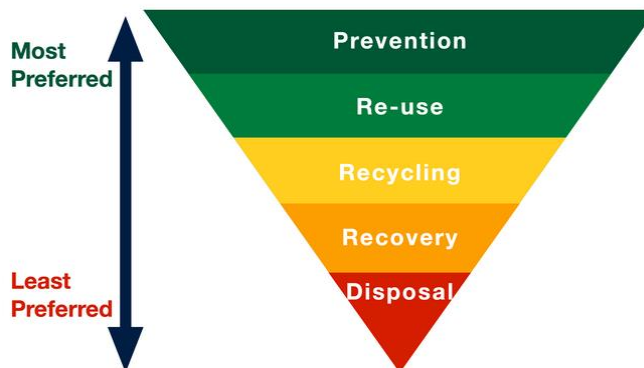 Most
Preferred
Prevention
Re-use
Recycling
Recovery
Disposal
Least
Preferred